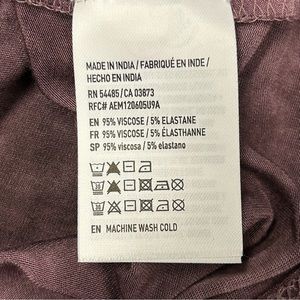 MADE IN INDIA / FABRIQUÉ EN INDE /
HECHO EN INDIA
RN 54485/CA 03873
RFC# AEM120605U9A
EN 95% VISCOSE / 5% ELASTANE
FR 95% VISCOSE / 5% ÉLASTHANNE
SP 95% viscosa / 5% elastano
EN MACHINE WASH COLD